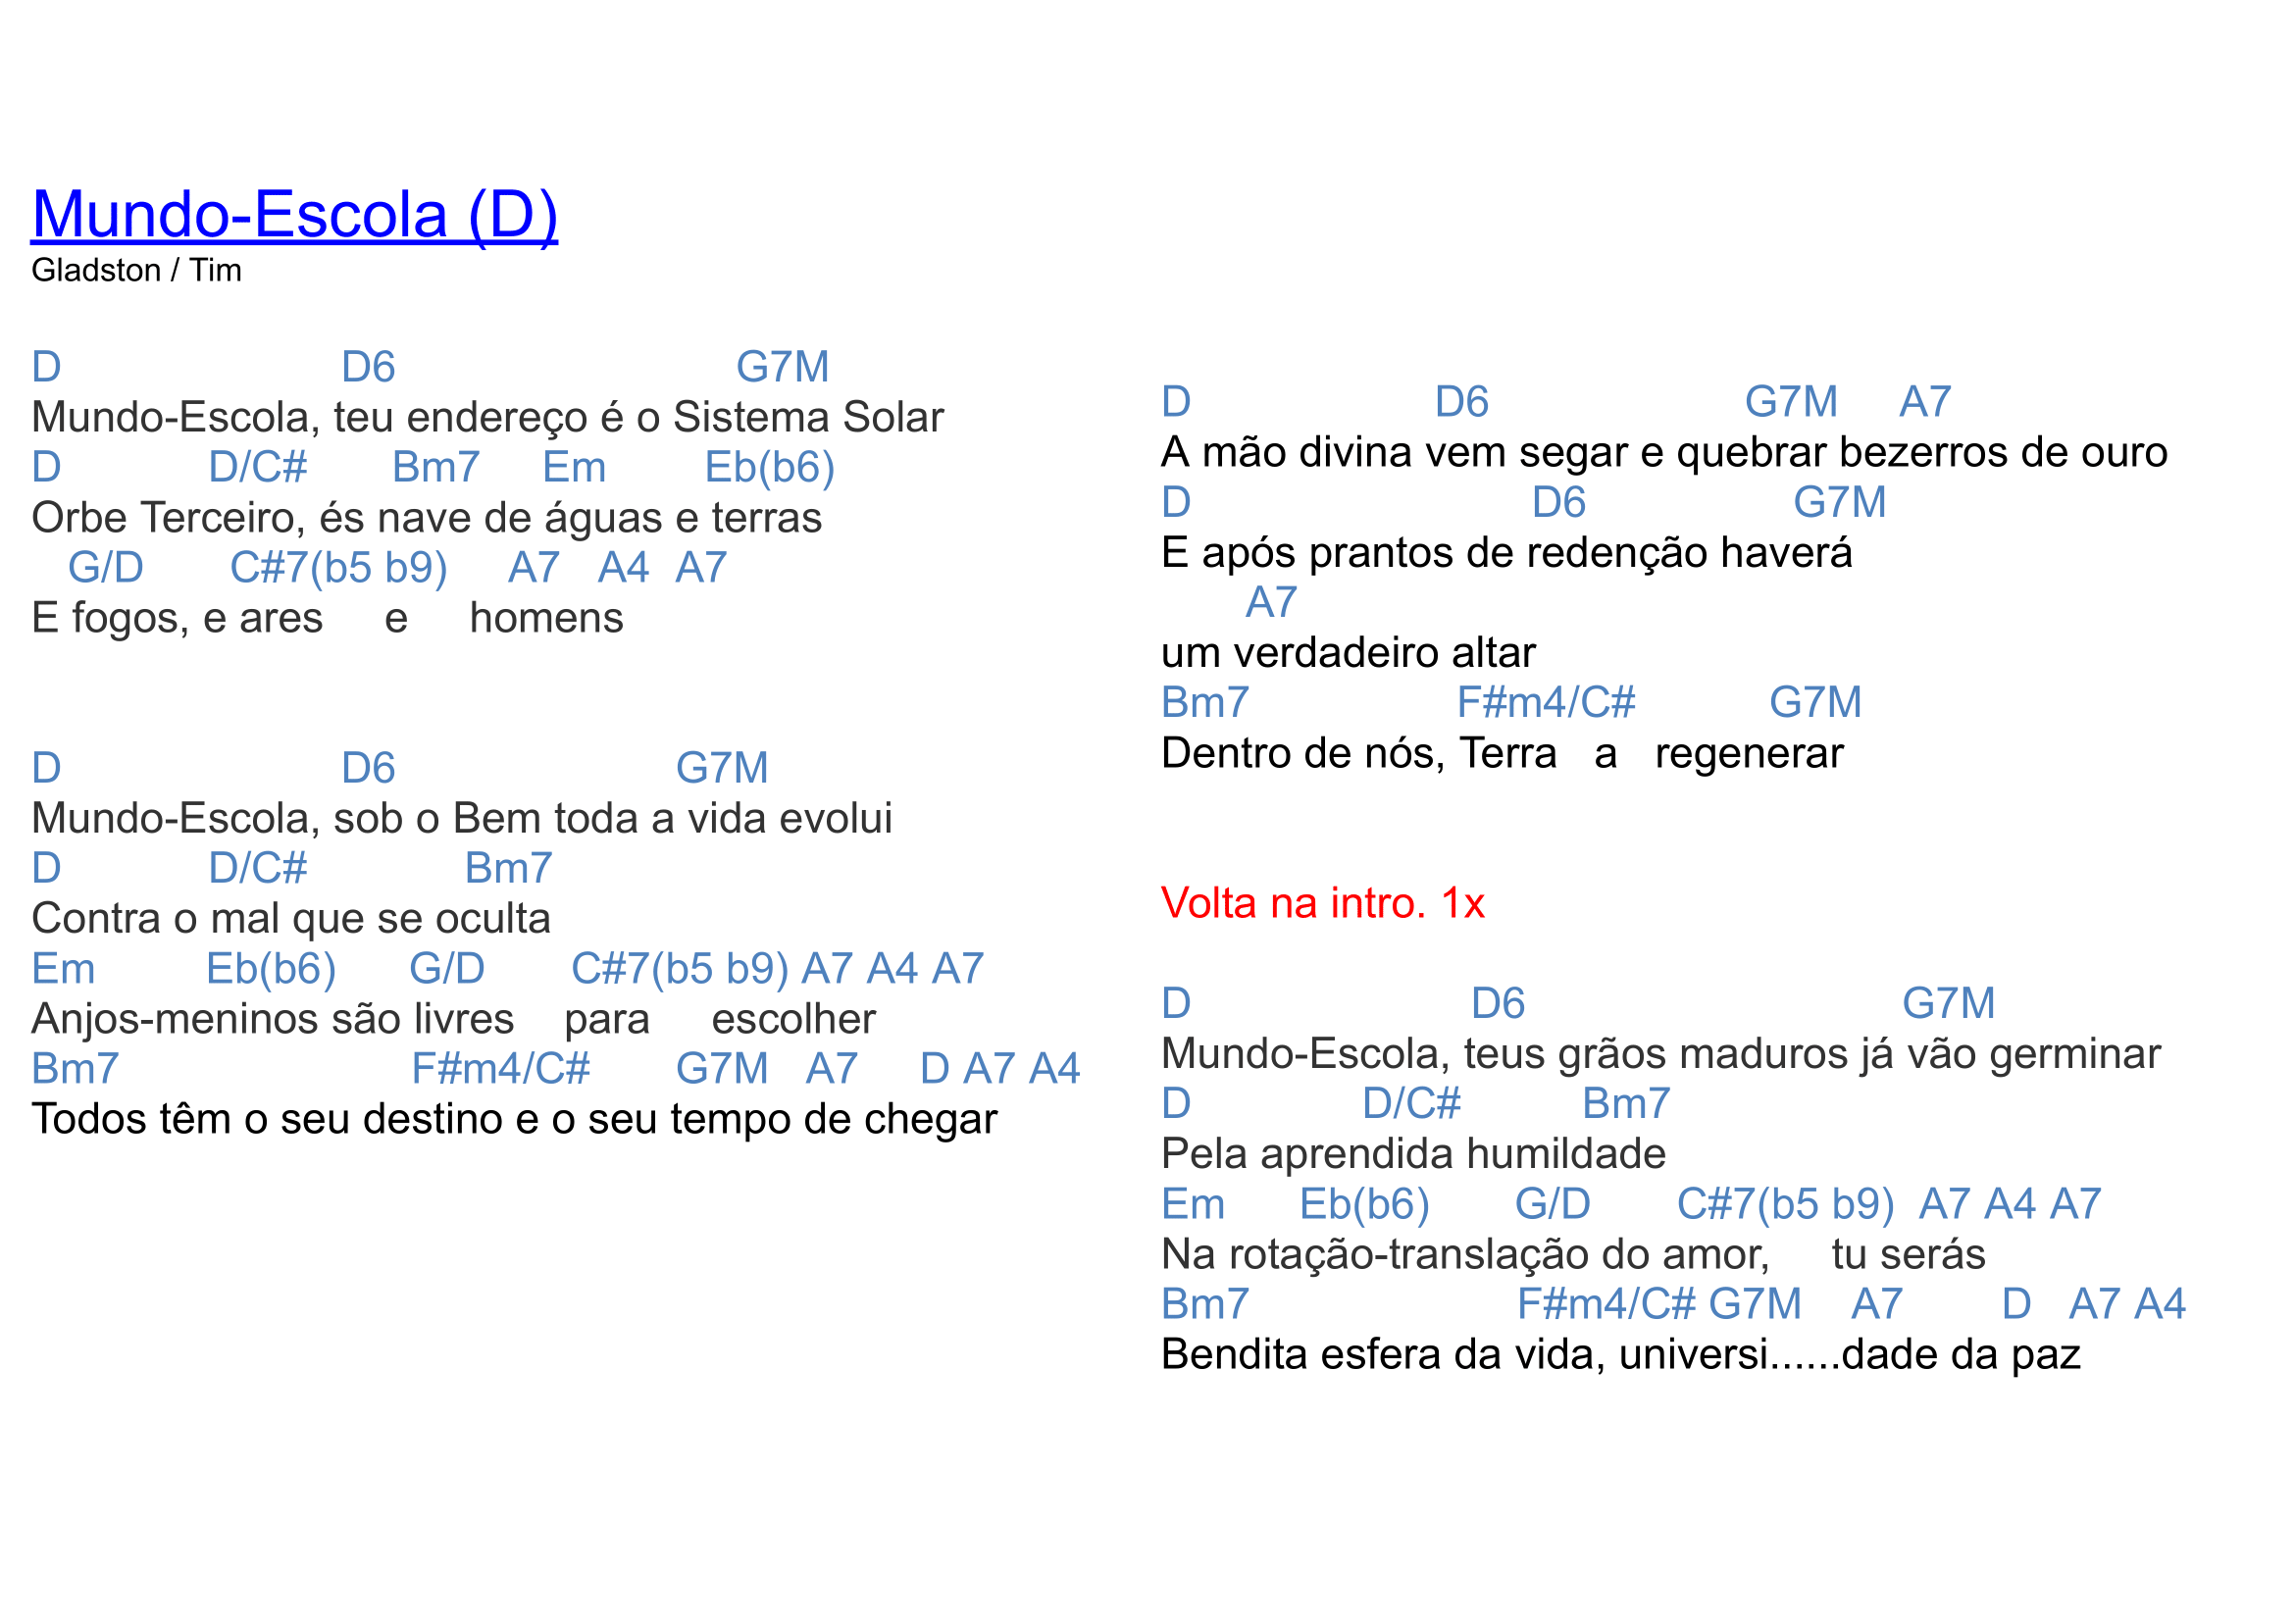 Mundo-Escola (D)
Gladston / Tim
D D6 G7M
Mundo-Escola, teu endereço é o Sistema Solar
D D/C# Bm7 Em Eb(b6)
Orbe Terceiro, és nave de águas e terras
G/D C#7(b5 b9) A7 A4 A7
E fogos, e ares e homens
D D6 G7M
Mundo-Escola, sob o Bem toda a vida evolui
D D/C# Bm7
Contra o mal que se oculta
Em Eb(b6) G/D C#7(b5 b9) A7 A4 A7
Anjos-meninos são livres para escolher
Bm7 F#m4/C# G7M A7 D A7 A4
Todos têm o seu destino e o seu tempo de chegar
D D6 G7M A7
A mão divina vem segar e quebrar bezerros de ouro
D D6 G7M
E após prantos de redenção haverá
A7
um verdadeiro altar
Bm7 F#m4/C# G7M
Dentro de nós, Terra a regenerar
Volta na intro. 1x
D D6 G7M
Mundo-Escola, teus grãos maduros já vão germinar
D D/C# Bm7
Pela aprendida humildade
Em Eb(b6) G/D C#7(b5 b9) A7 A4 A7
Na rotação-translação do amor, tu serás
Bm7 F#m4/C# G7M A7 D A7 A4
Bendita esfera da vida, universi......dade da paz